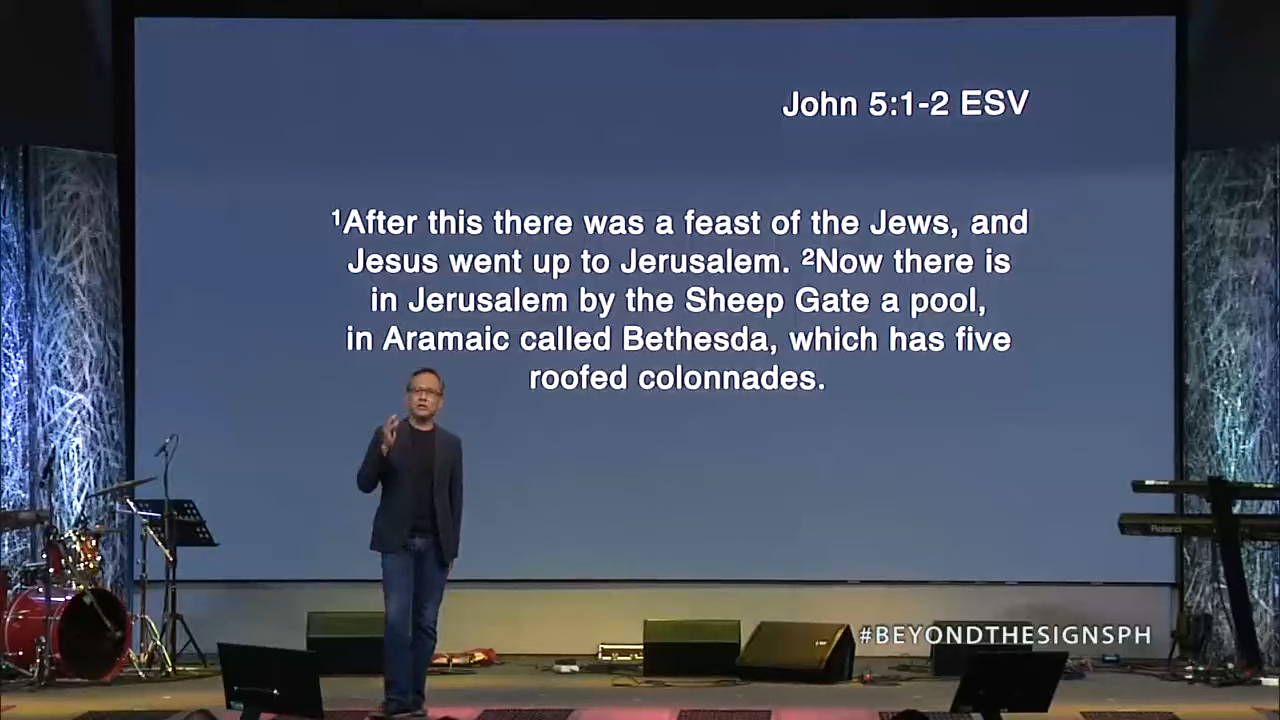 John 5:1-2 ESV
¹After this there was a feast of the Jews, and
Jesus went up to Jerusalem. ²Now there is
in Jerusalem by the Sheep Gate a pool,
in Aramaic called Bethesda, which has five
roofed colonnades.
Roland
#BEYONDTHESIGNSPH